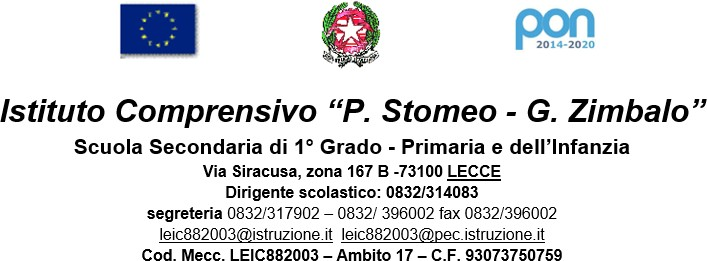 pon
2014-2020
Istituto Comprensivo “P. Stomeo - G. Zimbalo”
Scuola Secondaria di 1° Grado - Primaria e dell’Infanzia
Via Siracusa, zona 167 B -73100 LECCE
Dirigente scolastico: 0832/314083
segreteria 0832/317902 – 0832/ 396002 fax 0832/396002
leic882003@istruzione.it leic882003@pec.istruzione.it
Cod. Mecc. LEIC882003 – Ambito 17 – C.F. 93073750759